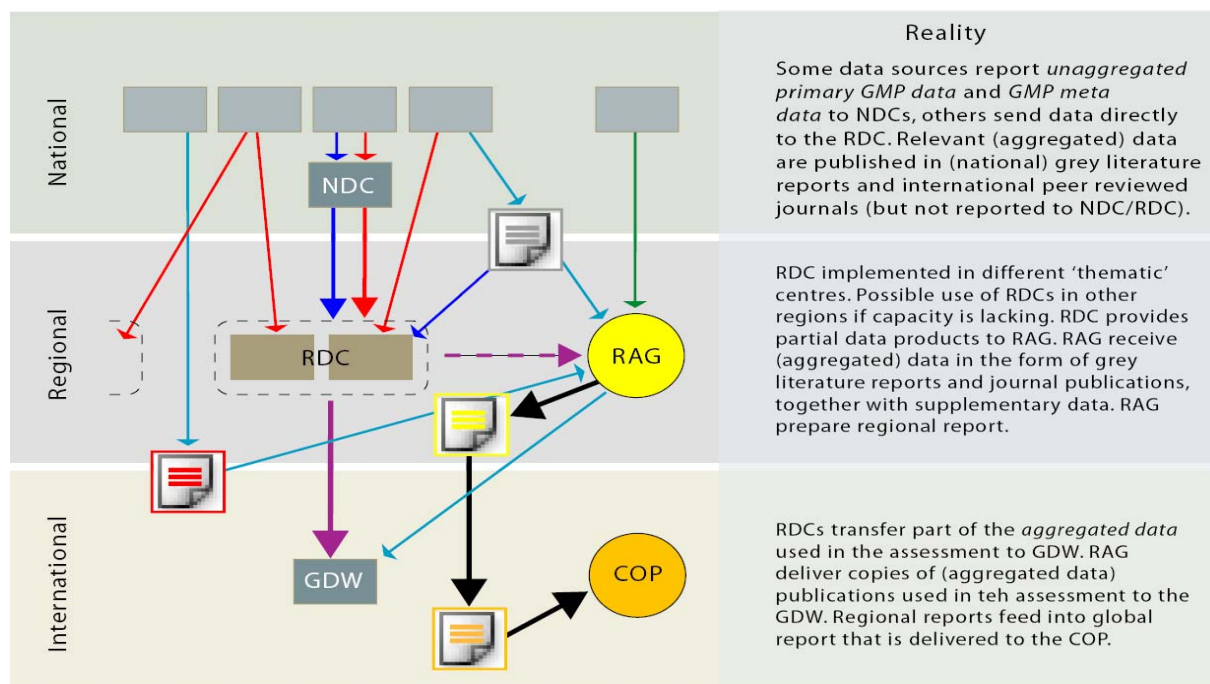 Reality
National
Some data sources report unaggregated
primary GMP data and GMP meta
data to NDCs, others send data directly
to the RDC. Relevant (aggregated) data
are published in (national) grey literature
reports and international peer reviewed
journals (but not reported to NDC/RDC).
NDC
Regional
RDC implemented in different ‘thematic’
centres. Possible use of RDCs in other
regions if capacity is lacking. RDC provides
partial data products to RAG. RAG receive
(aggregated) data in the form of grey
literature reports and journal publications,
together with supplementary data. RAG
prepare regional report.
RDC
RAG
International
RDCs transfer part of the aggregated data
used in the assessment to GDW. RAG
deliver copies of (aggregated data)
publications used in teh assessment to the
GDW. Regional reports feed into global
report that is delivered to the COP.
GDW
COP